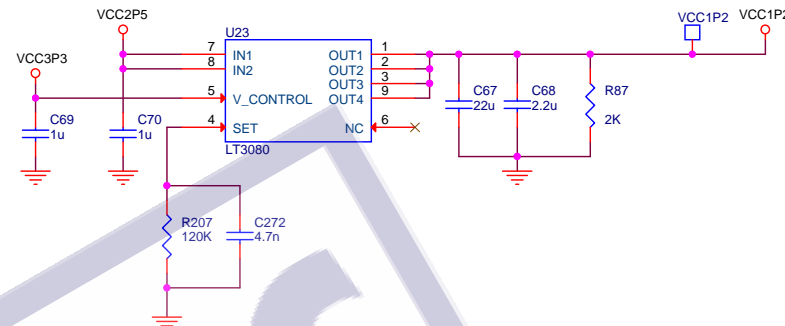 VCC2P5
VCC1P2
VCC1P2
U23
VCC3P3
7
IN1
OUT1
1
8
IN2
OUT2
2
OUT3
3
5
V_CONTROL
OUT4
9
C67
22u
C68
2.2u
R87
2K
C69
1u
C70
1u
4
SET
NC
6
LT3080
R207
120K
C272
4.7n